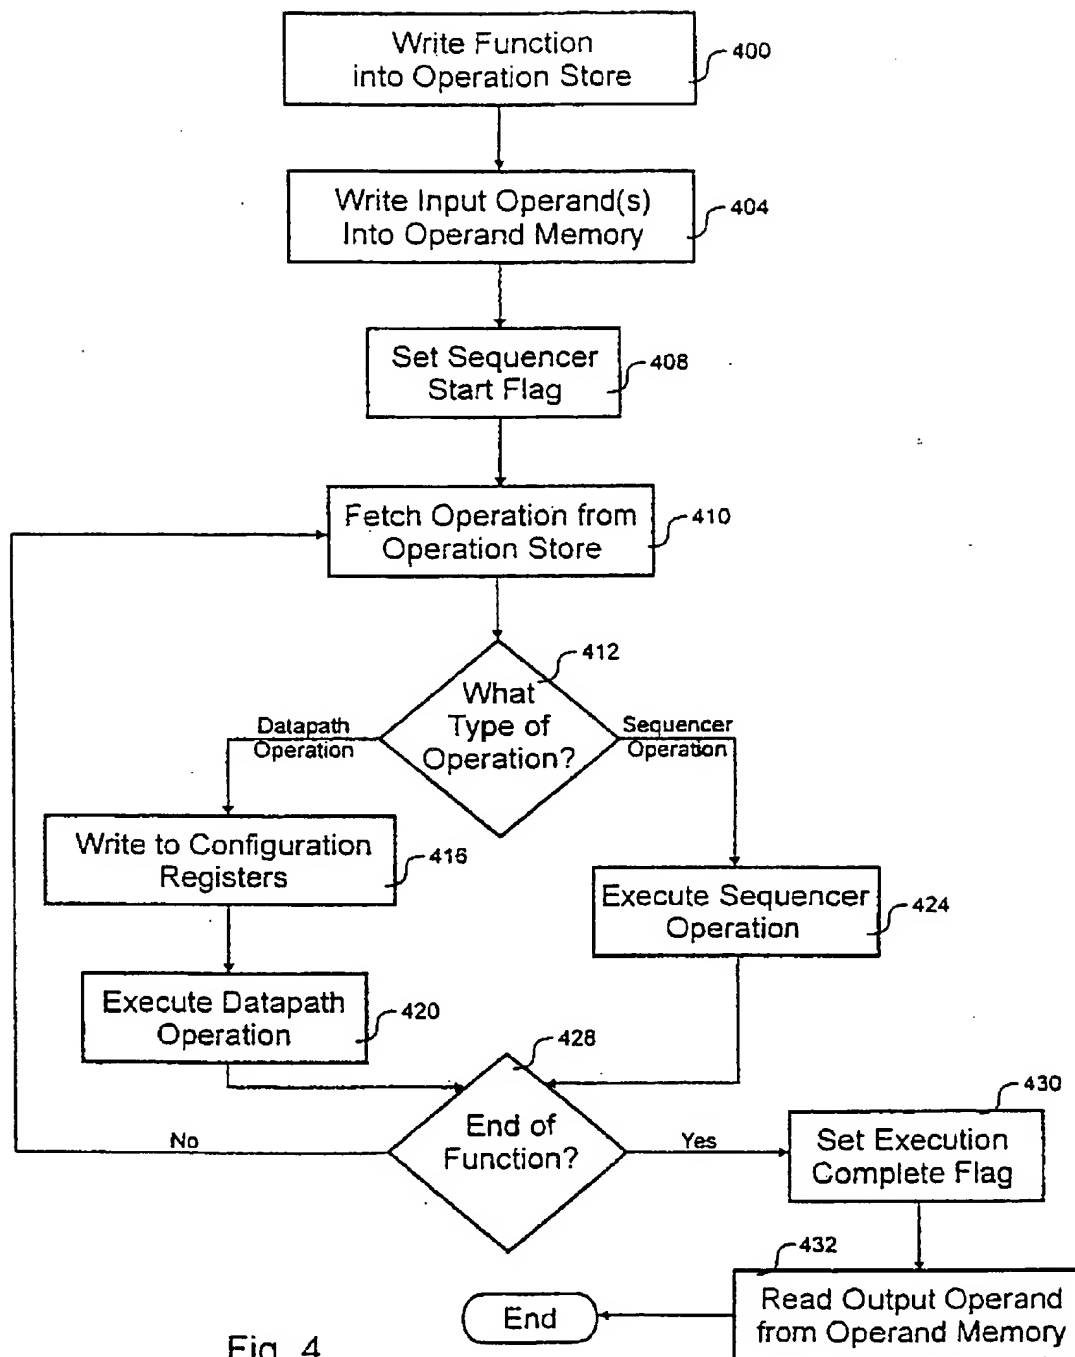 Write Function
into Operation Store
400
Write Input Operand(s)
Into Operand Memory
404
Set Sequencer
Start Flag
408
Fetch Operation from
Operation Store
410
412
What
Type of
Operation?
Datapath
Operation
Sequencer
Operation
Write to Configuration
Registers
416
Execute Sequencer
Operation
424
Execute Datapath
Operation
420
428
End of
Function?
No
Yes
430
Set Execution
Complete Flag
432
Read Output Operand
from Operand Memory
End
Fig. 4